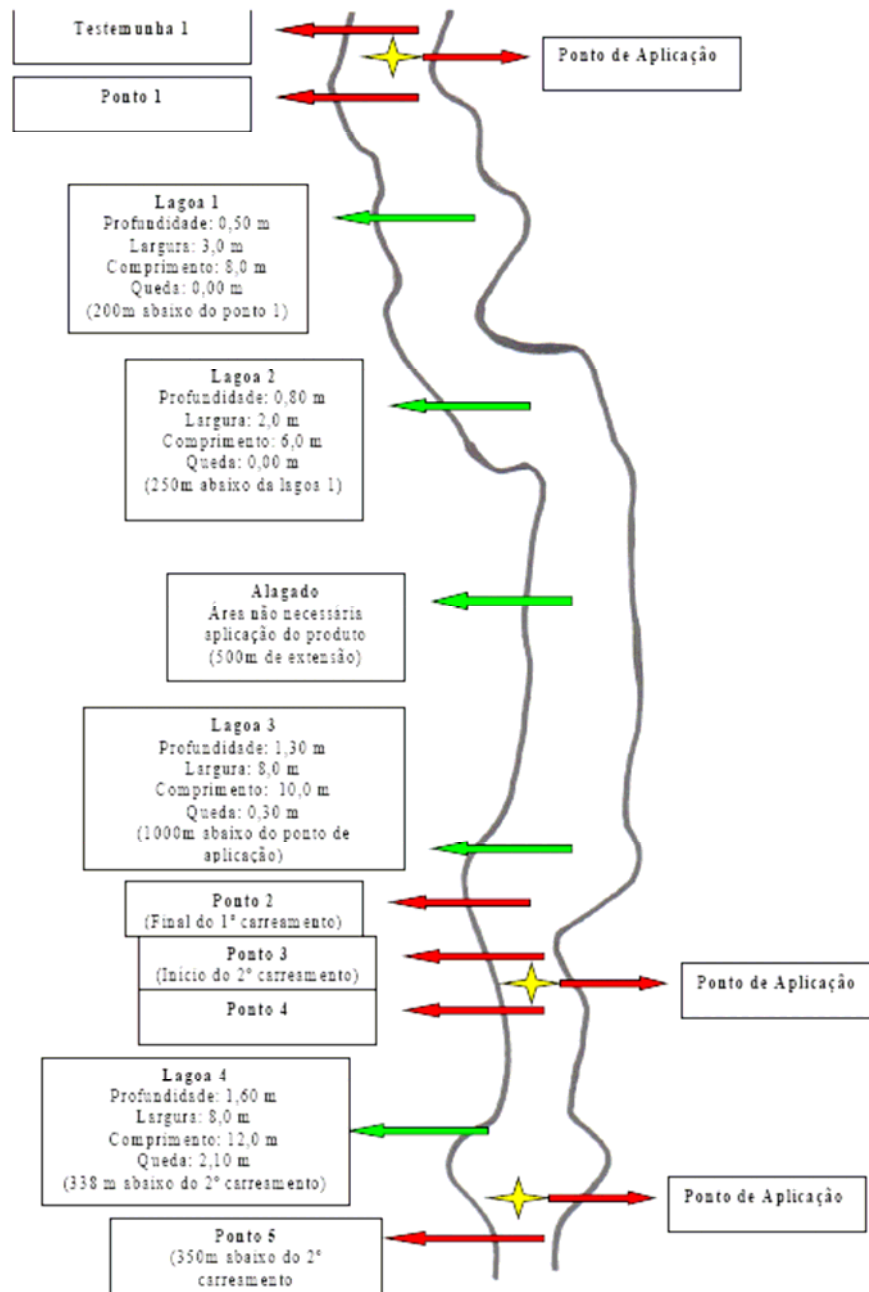 Testemunha 1
Ponto de Aplicação
Ponto 1
Lagoa 1
Profundidade: 0,50 m
Largura: 3,0 m
Comprimento: 8,0 m
Queda: 0,00 m
(200m abaixo do ponto 1)
Lagoa 2
Profundidade: 0,80 m
Largura: 2,0 m
Comprimento: 6,0 m
Queda: 0,00 m
(250m abaixo da lagoa 1)
Alagado
Área não necessária
aplicação do produto
(500m de extensão)
Lagoa 3
Profundidade: 1,30 m
Largura: 8,0 m
Comprimento: 10,0 m
Queda: 0,30 m
(1000m abaixo do ponto de
aplicação)
Ponto 2
(Final do 1º carreamento)
Ponto 3
(Início do 2º carreamento)
Ponto de Aplicação
Ponto 4
Lagoa 4
Profundidade: 1,60 m
Largura: 8,0 m
Comprimento: 12,0 m
Queda: 2,10 m
(338 m abaixo do 2º carreamento)
Ponto de Aplicação
Ponto 5
(350m abaixo do 2º
carreamento